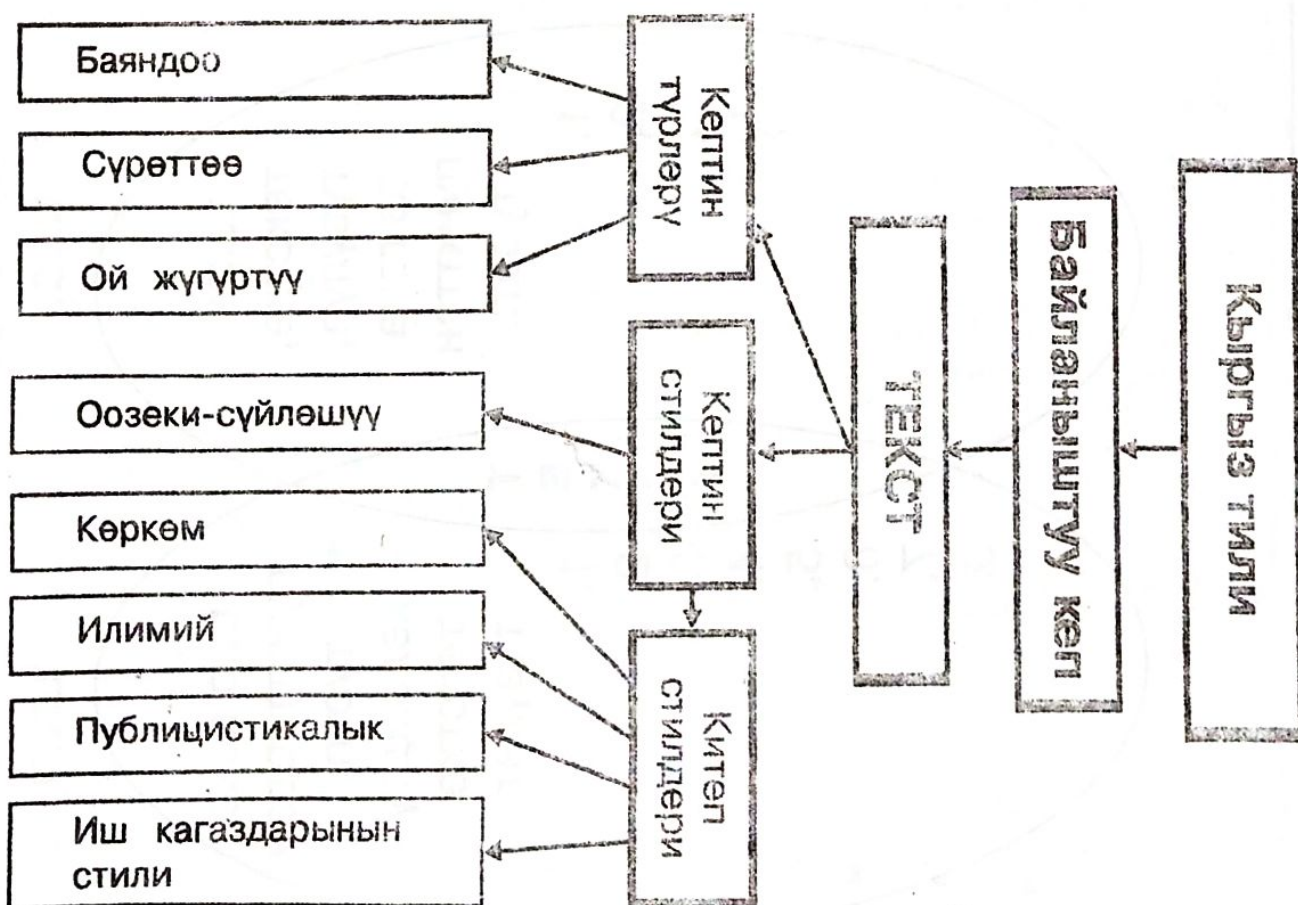 Кыргыз тили
Байланыштуу кеп
ТЕКСТ
Кептин
түрлөрү
Баяндоо
Сүрөттөө
Ой жүгүртүү
Кептин
стилдери
Оозеки-сүйлөшүү
Китеп
стилдери
Көркөм
Илимий
Публицистикалык
Иш кагаздарынын
стили